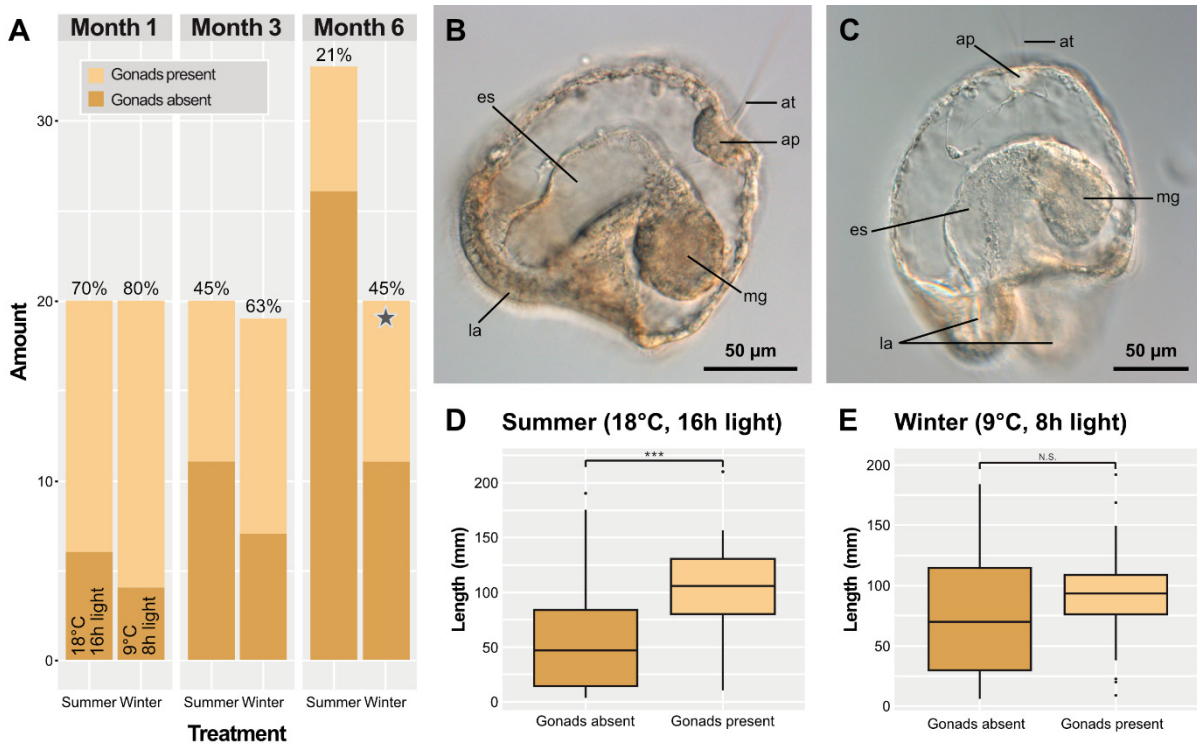 A
Month 1
Month 3
Month 6
Gonads present
Gonads absent
21%
70%
80%
45%
63%
45%
30
20
10
0
Amount
18°C
16h light
9°C
8h light
Summer Winter
Summer Winter
Summer Winter
Treatment
B
es
at
ap
mg
la
50 µm
C
ap
at
mg
es
la
50 µm
D
Summer (18°C, 16h light)
***
200
150
100
50
0
Length (mm)
Gonads absent
Gonads present
E
Winter (9°C, 8h light)
N.S.
200
150
100
50
0
Length (mm)
Gonads absent
Gonads present